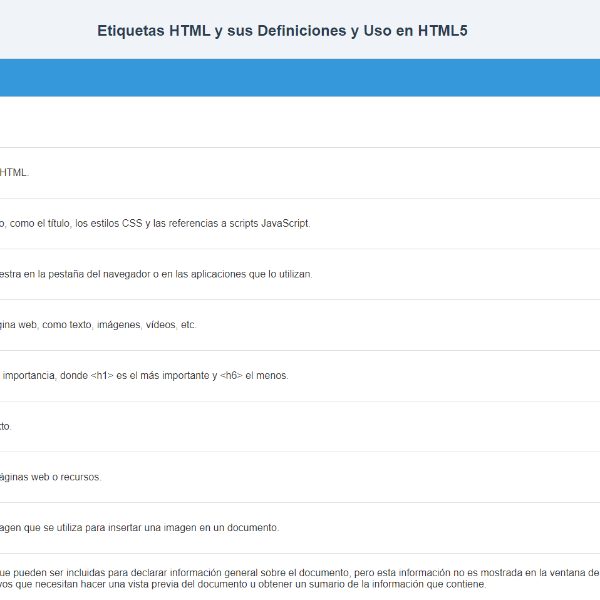 Etiquetas HTML y sus Definiciones y Uso en HTML5
HTML.
o, como el título, los estilos CSS y las referencias a scripts JavaScript.
estra en la pestaña del navegador o en las aplicaciones que lo utilizan.
gina web, como texto, imágenes, vídeos, etc.
importancia, donde <h1> es el más importante y <h6> el menos.
to.
áginas web o recursos.
agen que se utiliza para insertar una imagen en un documento.
ue pueden ser incluidas para declarar información general sobre el documento, pero esta información no es mostrada en la ventana de
vos que necesitan hacer una vista previa del documento u obtener un sumario de la información que contiene.